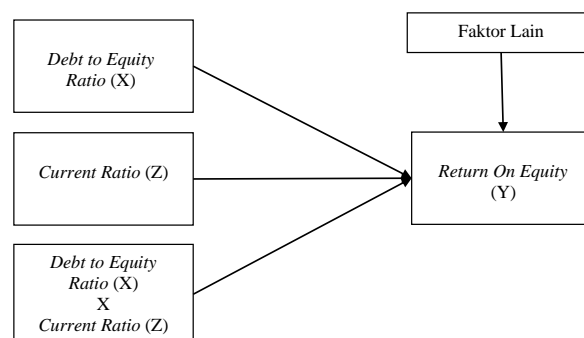 Faktor Lain
Debt to Equity
Ratio (X)
Current Ratio (Z)
Return On Equity
(Y)
Debt to Equity
Ratio (X)
X
Current Ratio (Z)